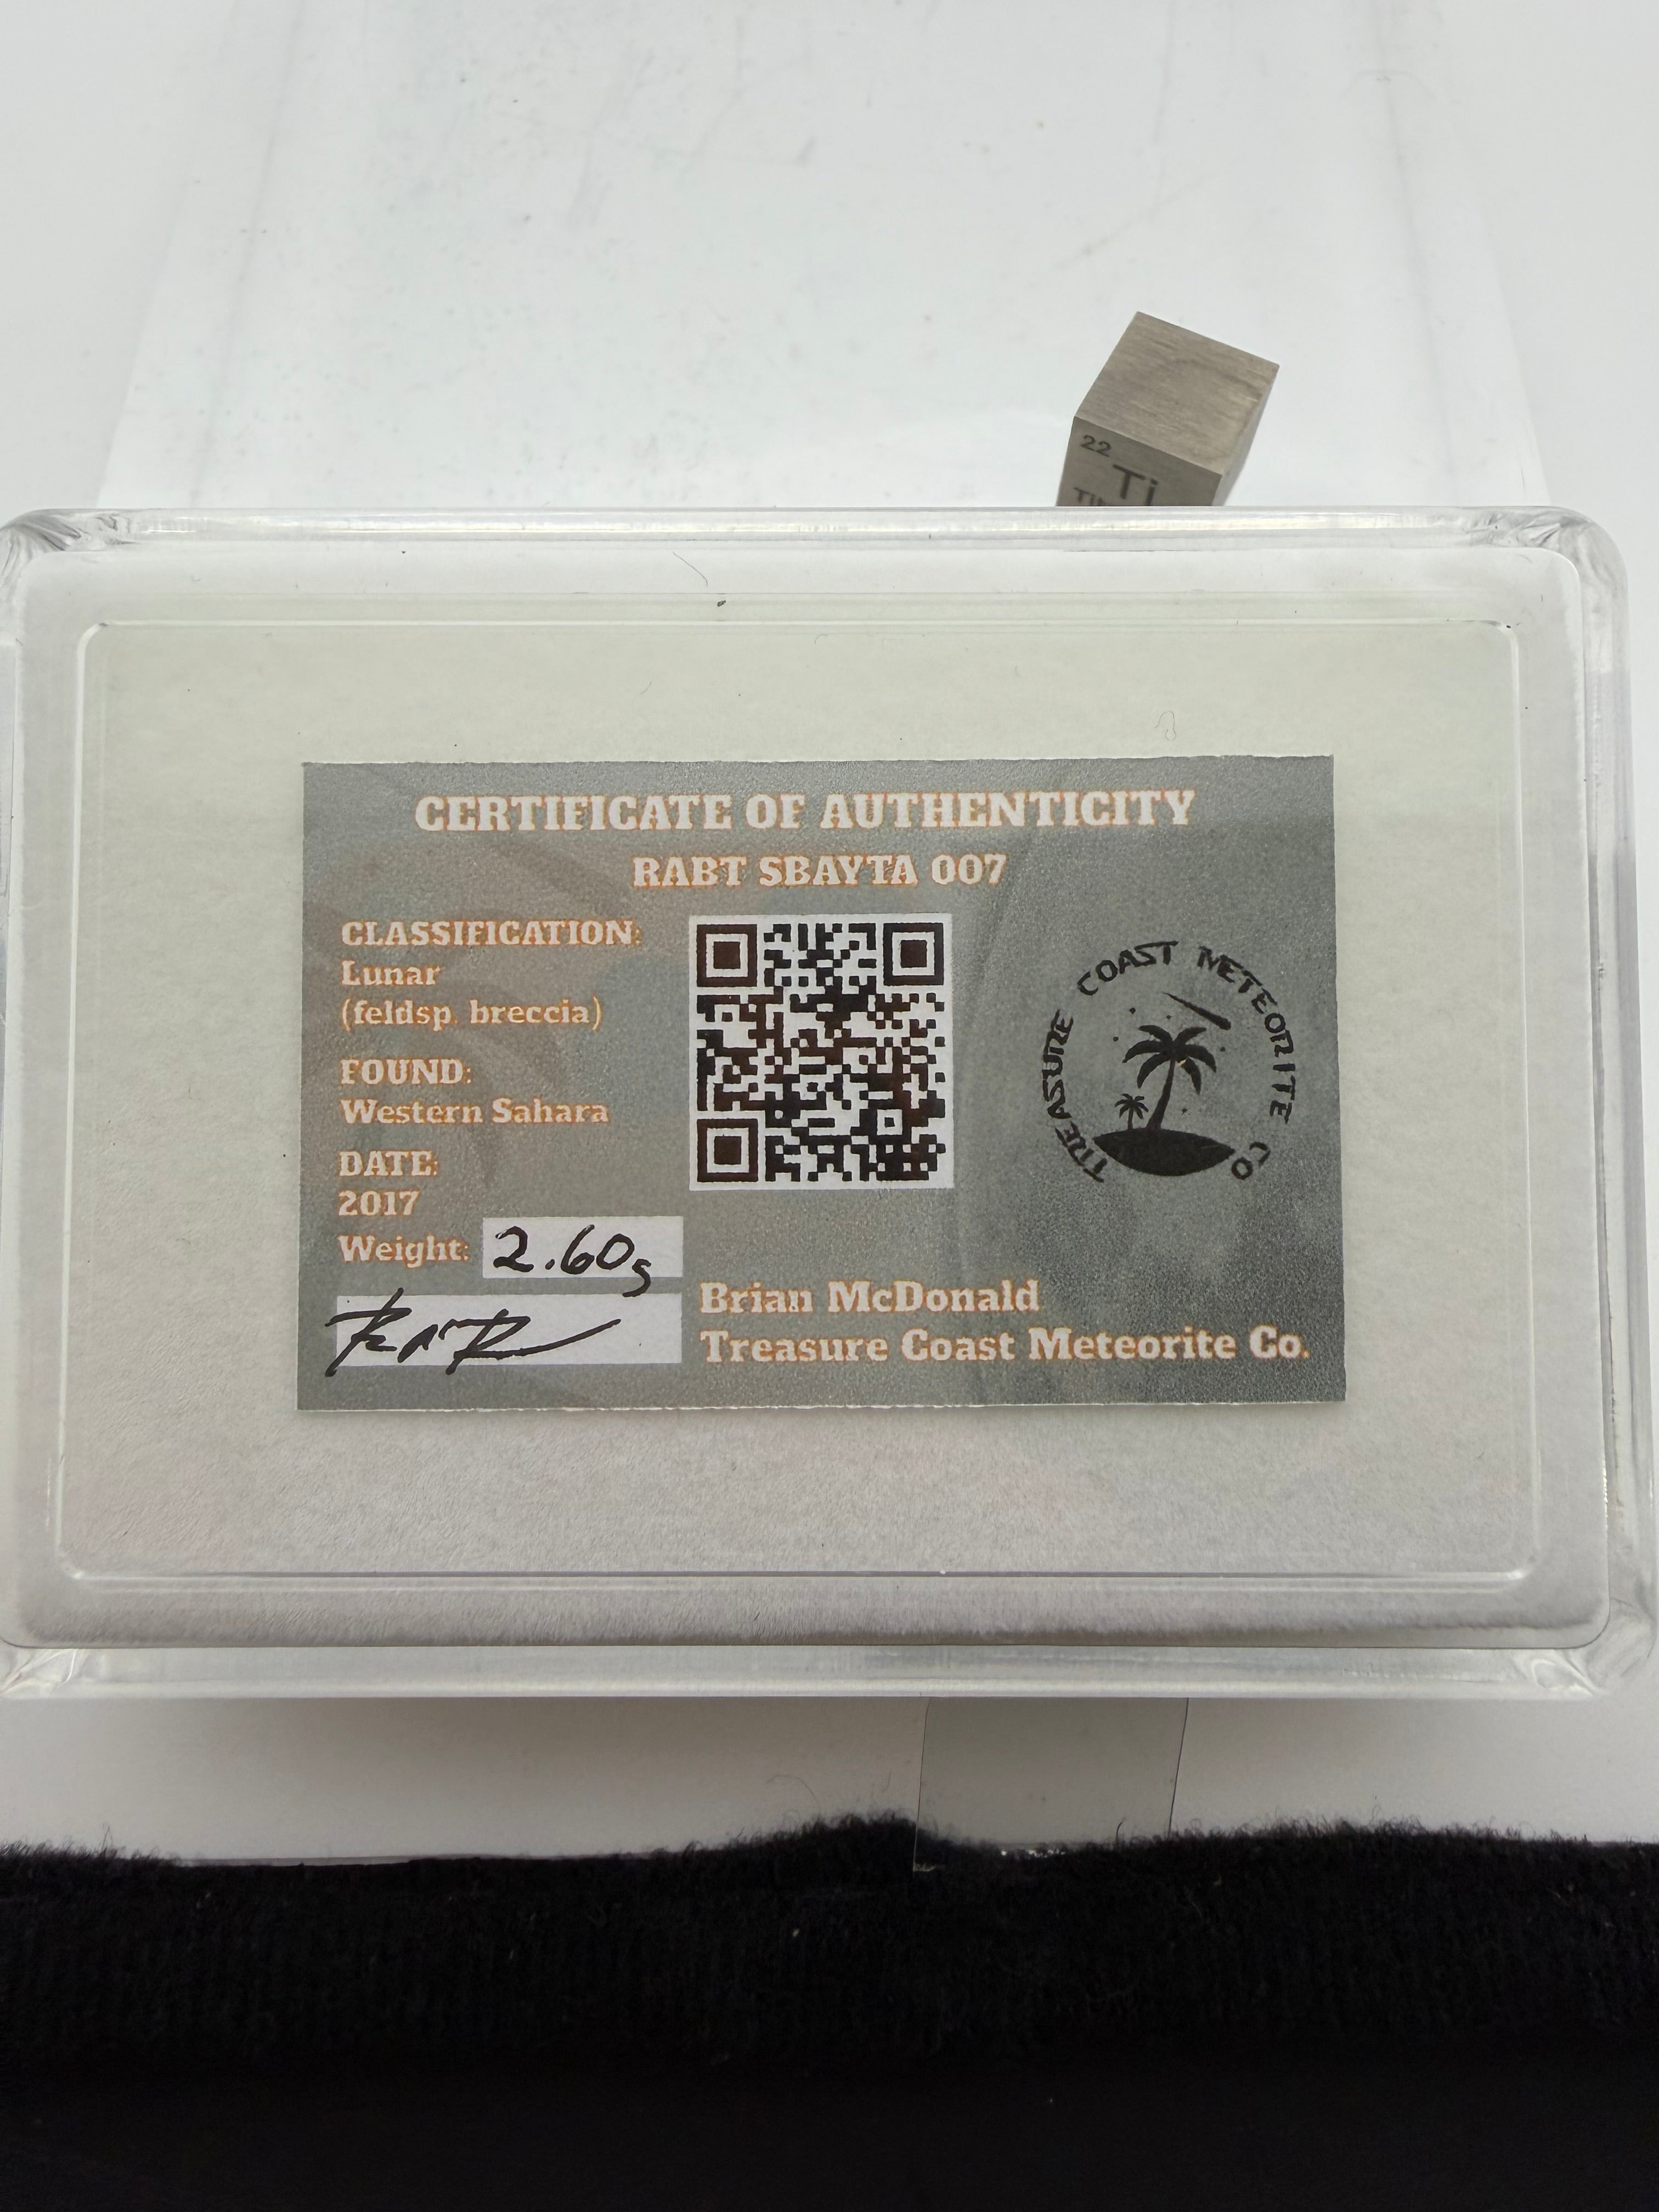 22
Ti
CERTIFICATE OF AUTHENTICITY
RABT SBAYTA 007
CLASSIFICATION:
Lunar
(feldsp. breccia)
FOUND:
Western Sahara
DATE:
2017
Weight: 2.60g
TREASURE COAST METEORITE CO
Brian McDonald
Treasure Coast Meteorite Co.